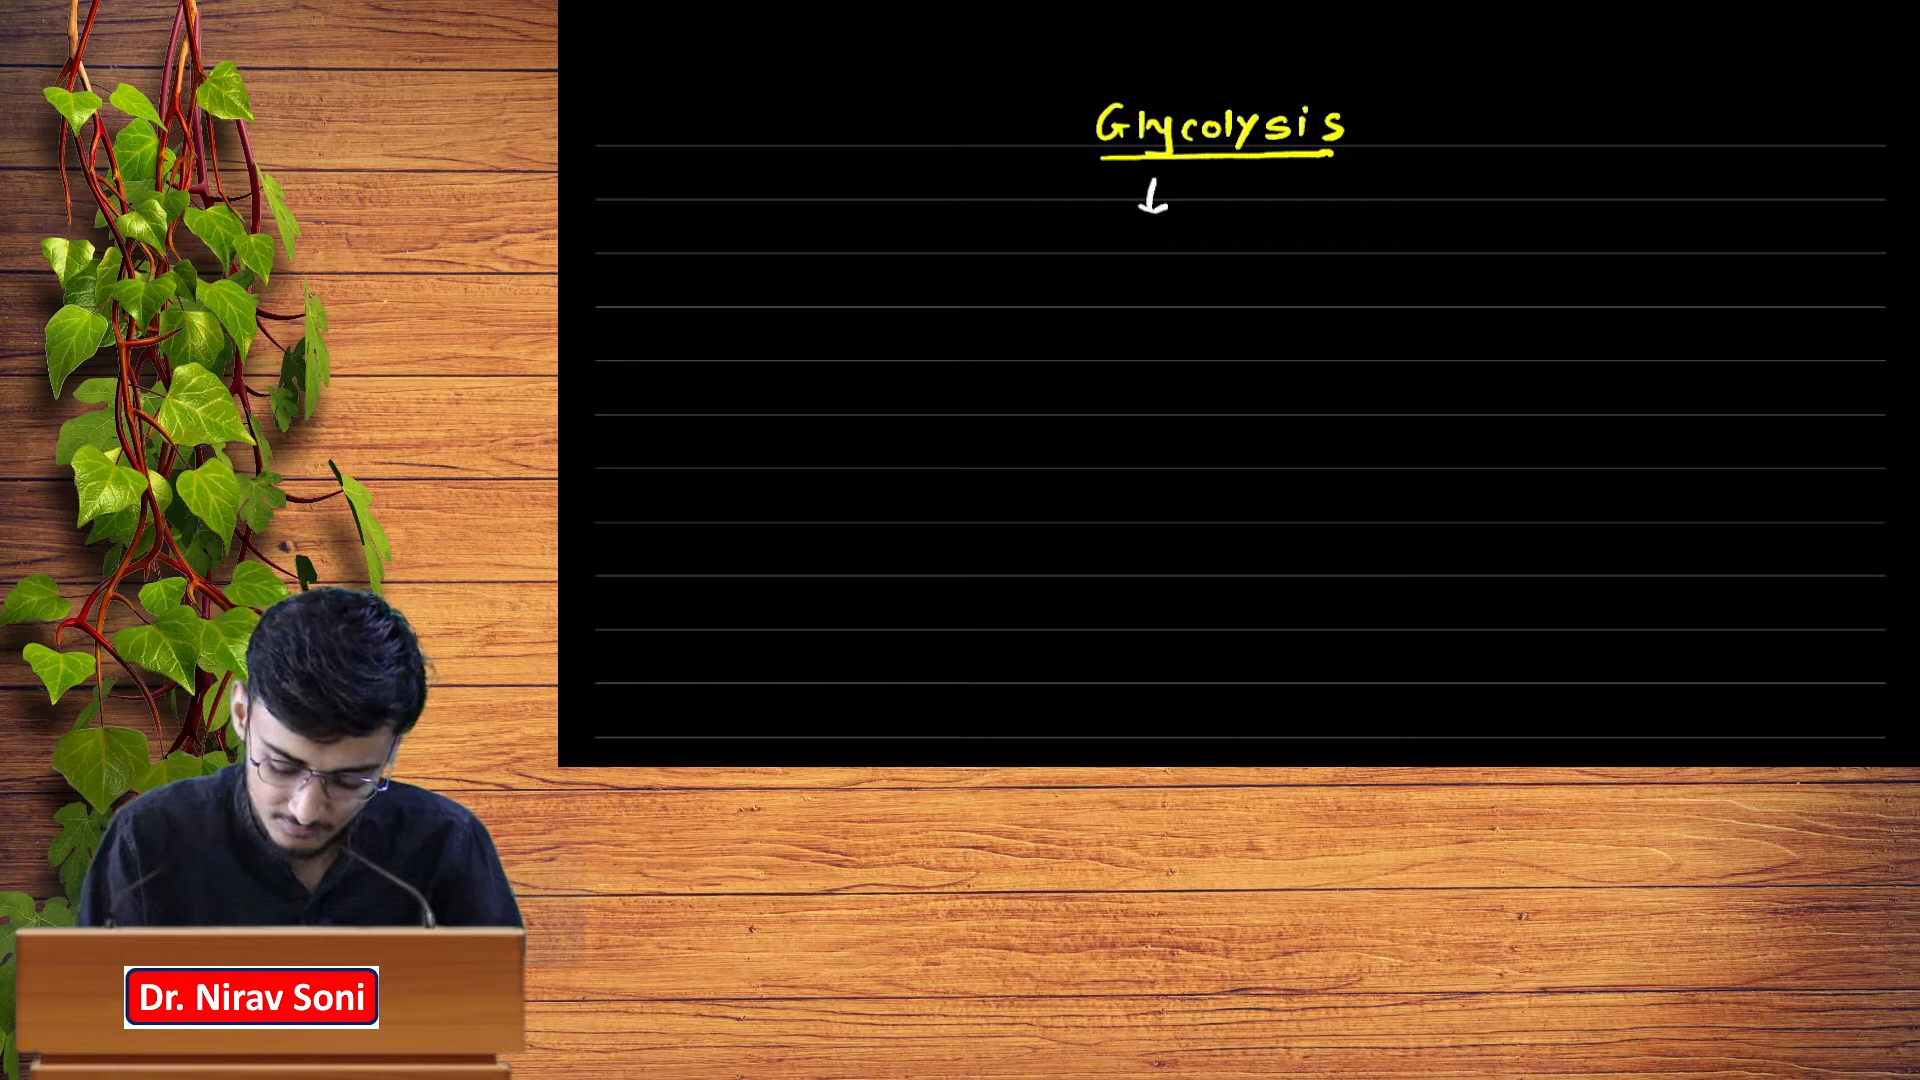 Glycolysis
↓
Dr. Nirav Soni